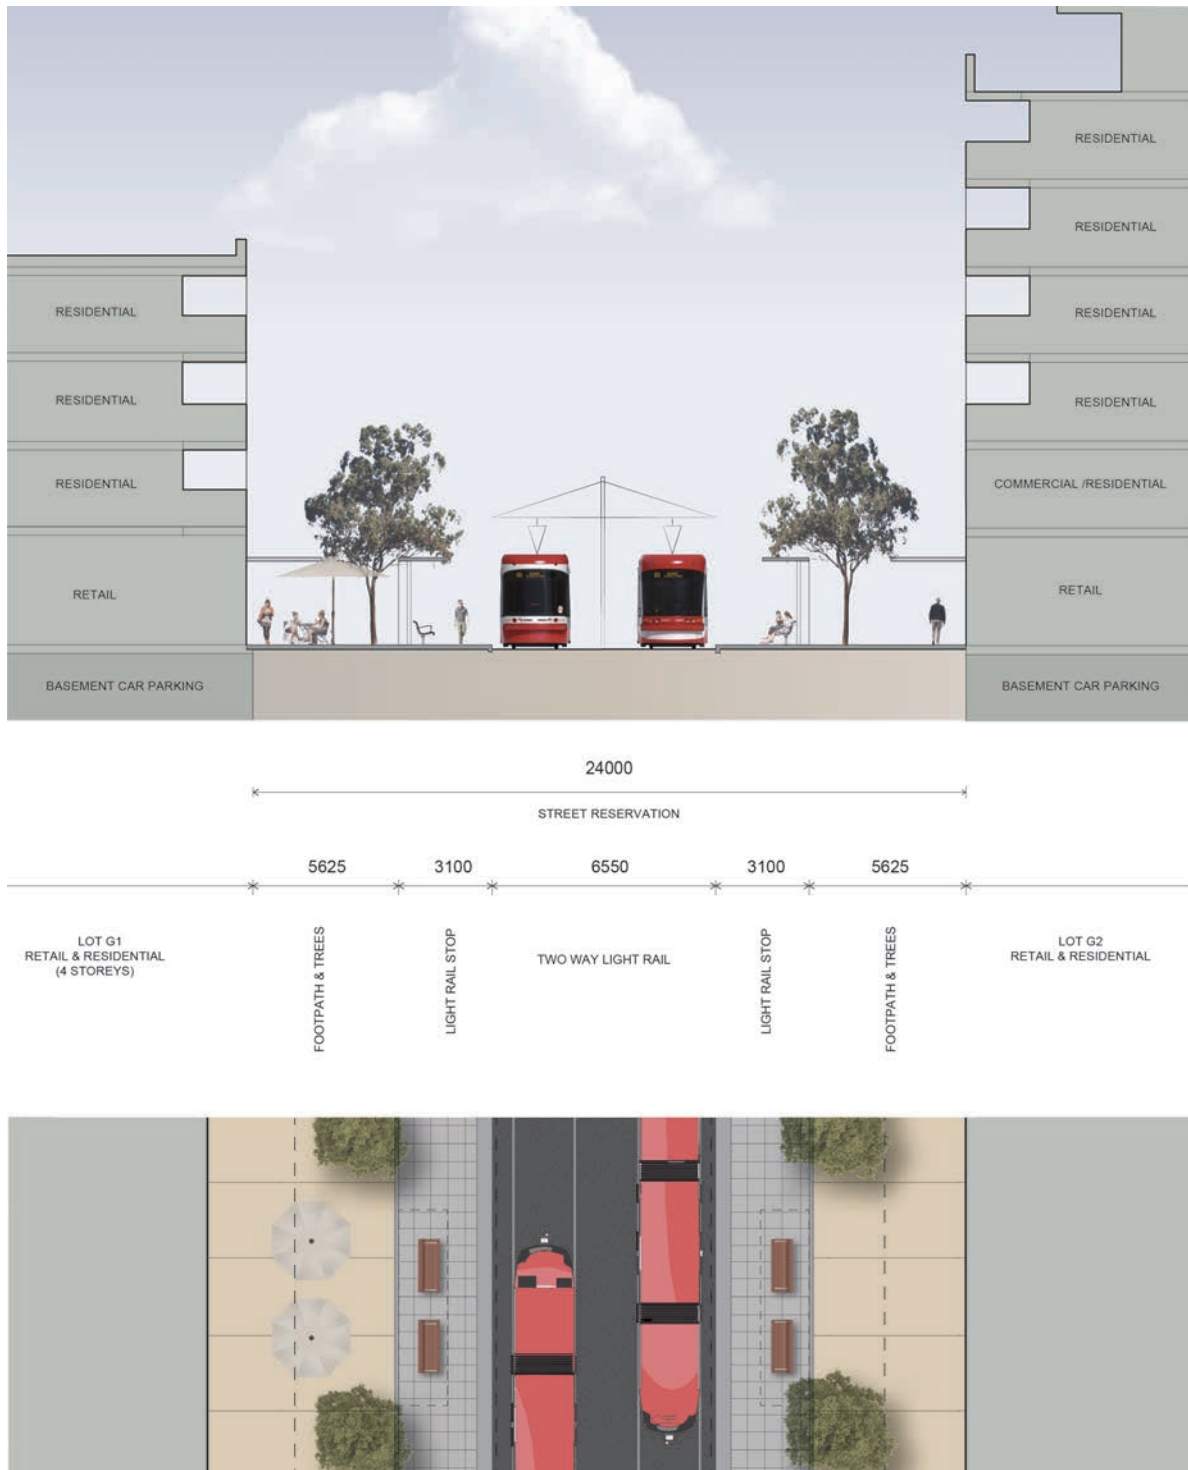 RESIDENTIAL
RESIDENTIAL
RESIDENTIAL
RESIDENTIAL
RESIDENTIAL
RESIDENTIAL
RESIDENTIAL
RESIDENTIAL
COMMERCIAL /RESIDENTIAL
RETAIL
RETAIL
BASEMENT CAR PARKING
BASEMENT CAR PARKING
24000
STREET RESERVATION
5625
3100
6550
3100
5625
LOT G1
RETAIL & RESIDENTIAL
(4 STOREYS)
FOOTPATH & TREES
LIGHT RAIL STOP
TWO WAY LIGHT RAIL
LIGHT RAIL STOP
FOOTPATH & TREES
LOT G2
RETAIL & RESIDENTIAL